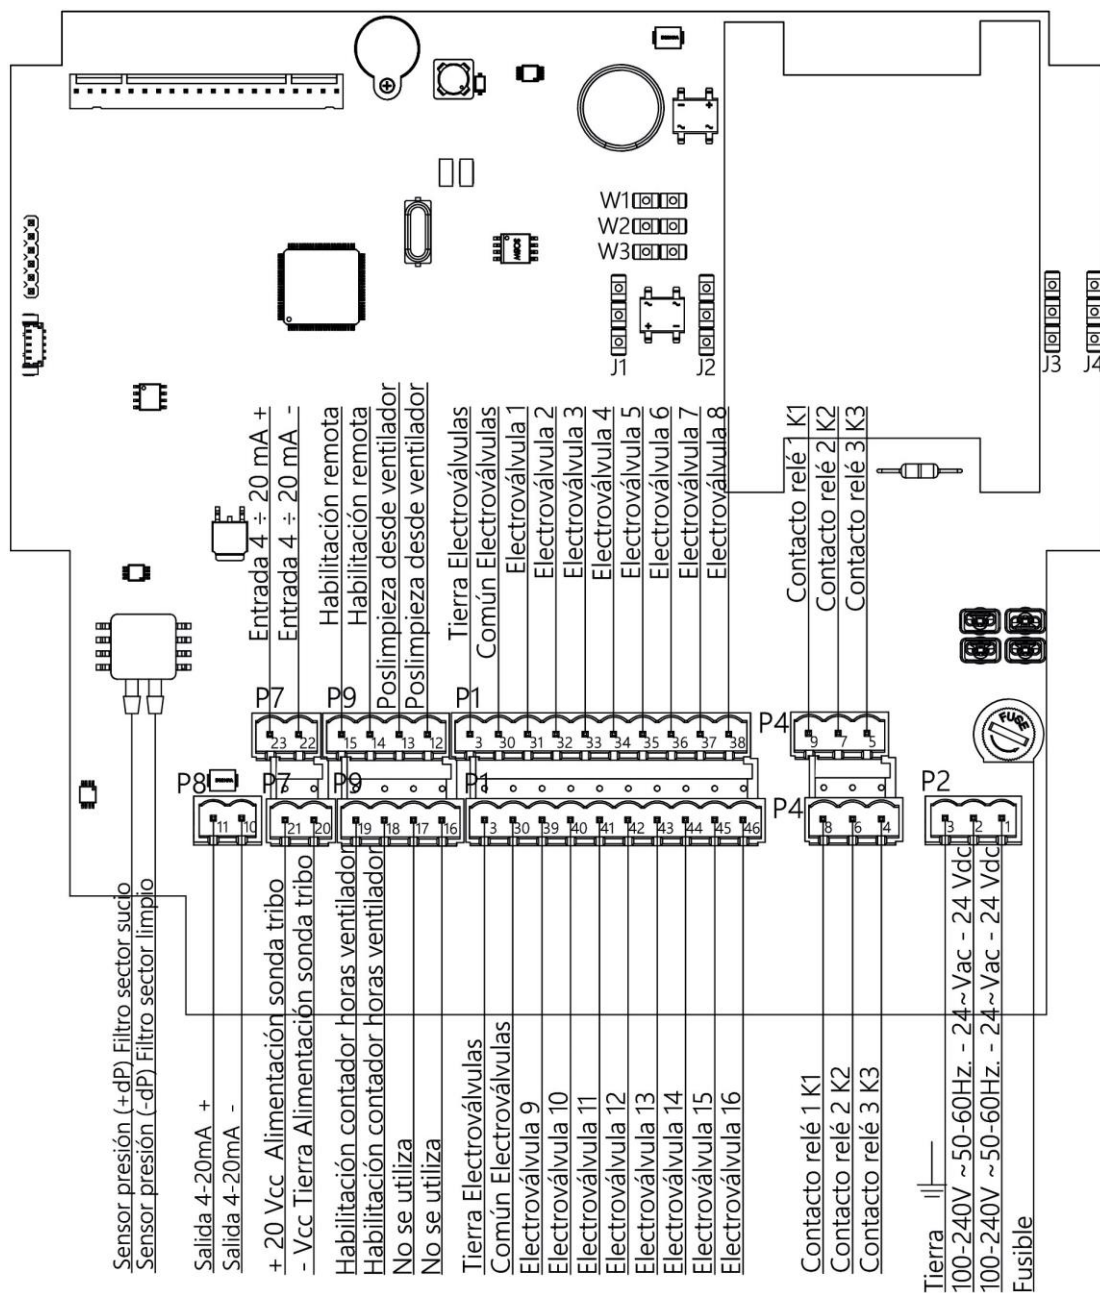 W1
W2
W3
J1
J2
J3
J4
Entrada 4 ÷ 20 mA +
Entrada 4 ÷ 20 mA -
Habilitación remota
Habilitación remota
Poslimpieza desde ventilador
Poslimpieza desde ventilador
Tierra Electroválvulas
Común Electroválvulas
Electroválvula 1
Electroválvula 2
Electroválvula 3
Electroválvula 4
Electroválvula 5
Electroválvula 6
Electroválvula 7
Electroválvula 8
Contacto relé 1 K1
Contacto relé 2 K2
Contacto relé 3 K3
FUSE
P7
23 22
P9
15 14 13 12
P1
3 30 31 32 33 34 35 36 37 38
P4
9 7 5
P8
11 10
P7
21 20
P9
19 18 17 16
P1
3 30 39 40 41 42 43 44 45 46
P4
8 6 4
P2
3 2 1
Sensor presión (+dP) Filtro sector sucio
Sensor presión (-dP) Filtro sector limpio
Salida 4-20mA +
Salida 4-20mA -
+ 20 Vcc Alimentación sonda tribo
- Vcc Tierra Alimentación sonda tribo
Habilitación contador horas ventilador
Habilitación contador horas ventilador
No se utiliza
No se utiliza
Tierra Electroválvulas
Común Electroválvulas
Electroválvula 9
Electroválvula 10
Electroválvula 11
Electroválvula 12
Electroválvula 13
Electroválvula 14
Electroválvula 15
Electroválvula 16
Contacto relé 1 K1
Contacto relé 2 K2
Contacto relé 3 K3
Tierra
100-240V ~50-60Hz. - 24~Vac - 24 Vdc
100-240V ~50-60Hz. - 24~Vac - 24 Vdc
Fusible